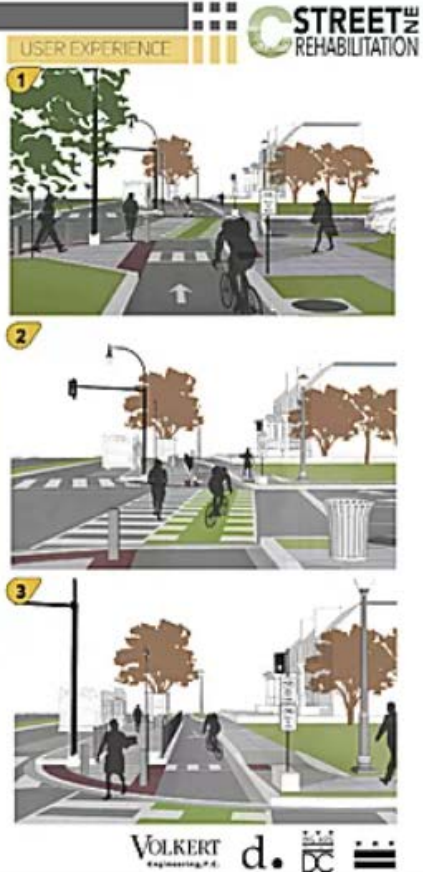 C STREET NE
REHABILITATION
USER EXPERIENCE
1
2
3
VOLKERT
Engineering, P.C.
d.
DC